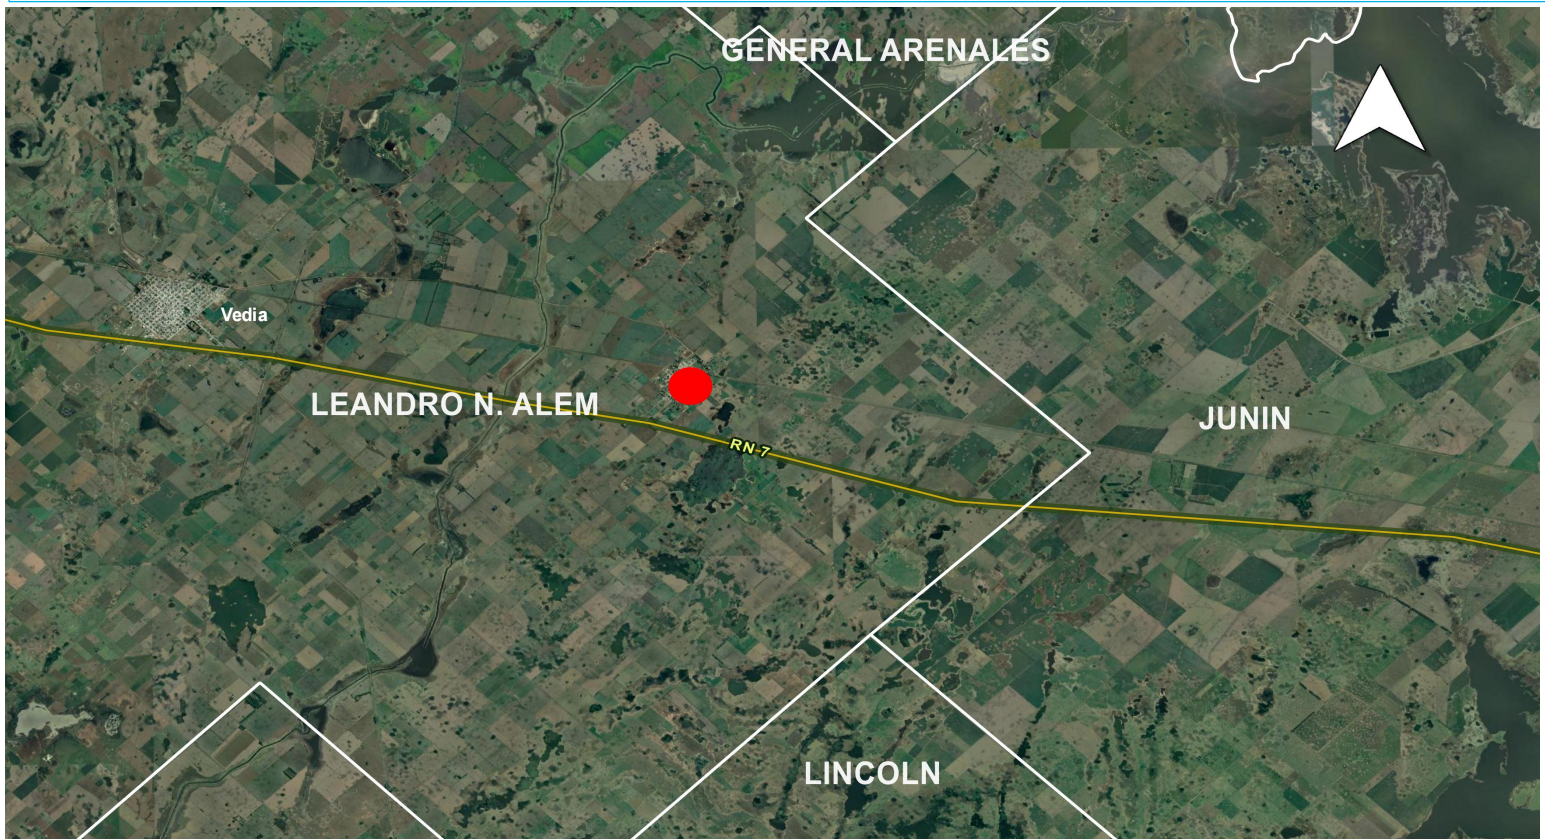 GENERAL ARENALES
Vedia
LEANDRO N. ALEM
JUNIN
RN 7
LINCOLN